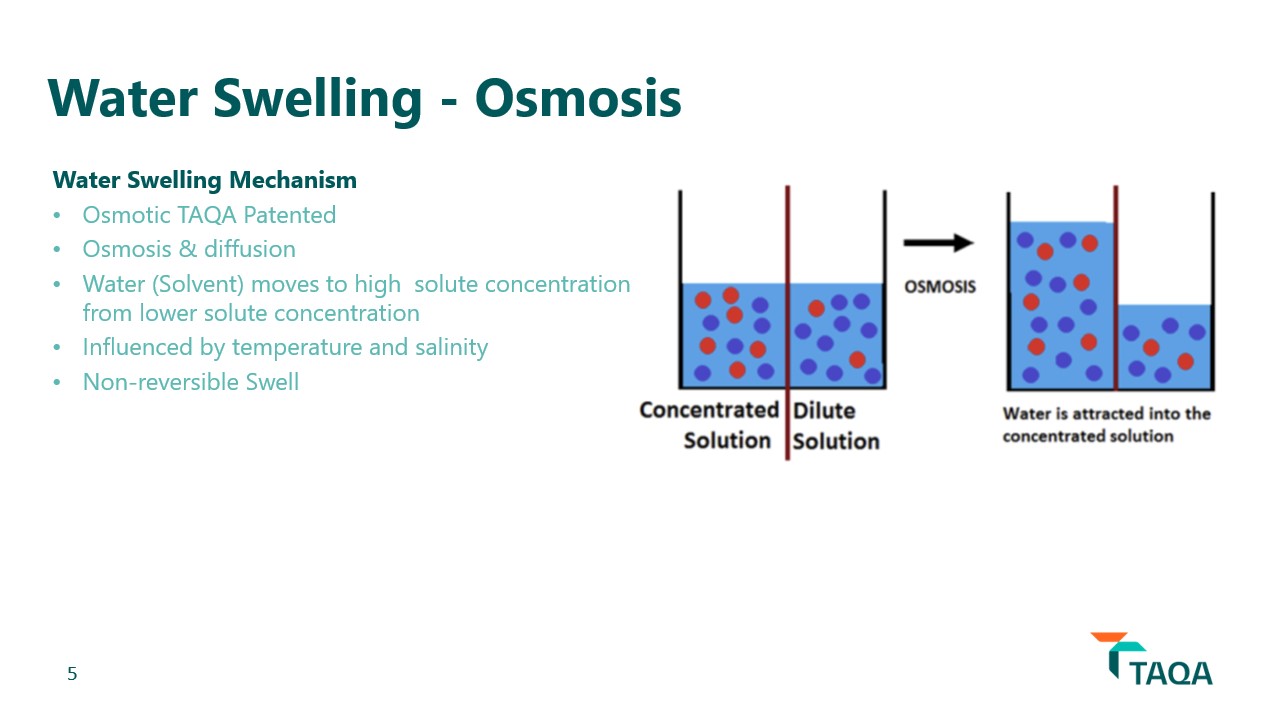 Water Swelling - Osmosis
Water Swelling Mechanism
• Osmotic TAQA Patented
• Osmosis & diffusion
• Water (Solvent) moves to high  solute concentration
from lower solute concentration
• Influenced by temperature and salinity
• Non-reversible Swell
OSMOSIS
Concentrated
Solution
Dilute
Solution
Water is attracted into the
concentrated solution
5
TAQA